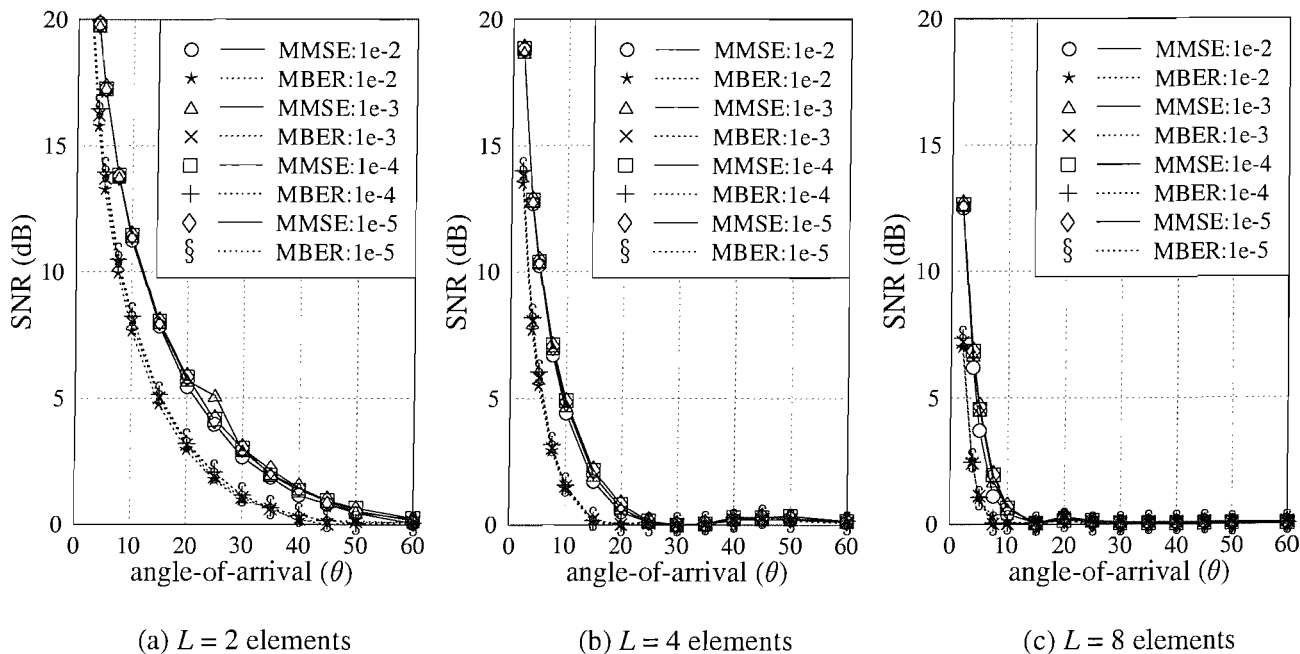 20
15
10
5
0
SNR (dB)
MMSE:1e-2
MBER:1e-2
MMSE:1e-3
MBER:1e-3
MMSE:1e-4
MBER:1e-4
MMSE:1e-5
MBER:1e-5
0 10 20 30 40 50 60
angle-of-arrival (θ)
(a) L = 2 elements
20
15
10
5
0
SNR (dB)
MMSE:1e-2
MBER:1e-2
MMSE:1e-3
MBER:1e-3
MMSE:1e-4
MBER:1e-4
MMSE:1e-5
MBER:1e-5
0 10 20 30 40 50 60
angle-of-arrival (θ)
(b) L = 4 elements
20
15
10
5
0
SNR (dB)
MMSE:1e-2
MBER:1e-2
MMSE:1e-3
MBER:1e-3
MMSE:1e-4
MBER:1e-4
MMSE:1e-5
MBER:1e-5
0 10 20 30 40 50 60
angle-of-arrival (θ)
(c) L = 8 elements